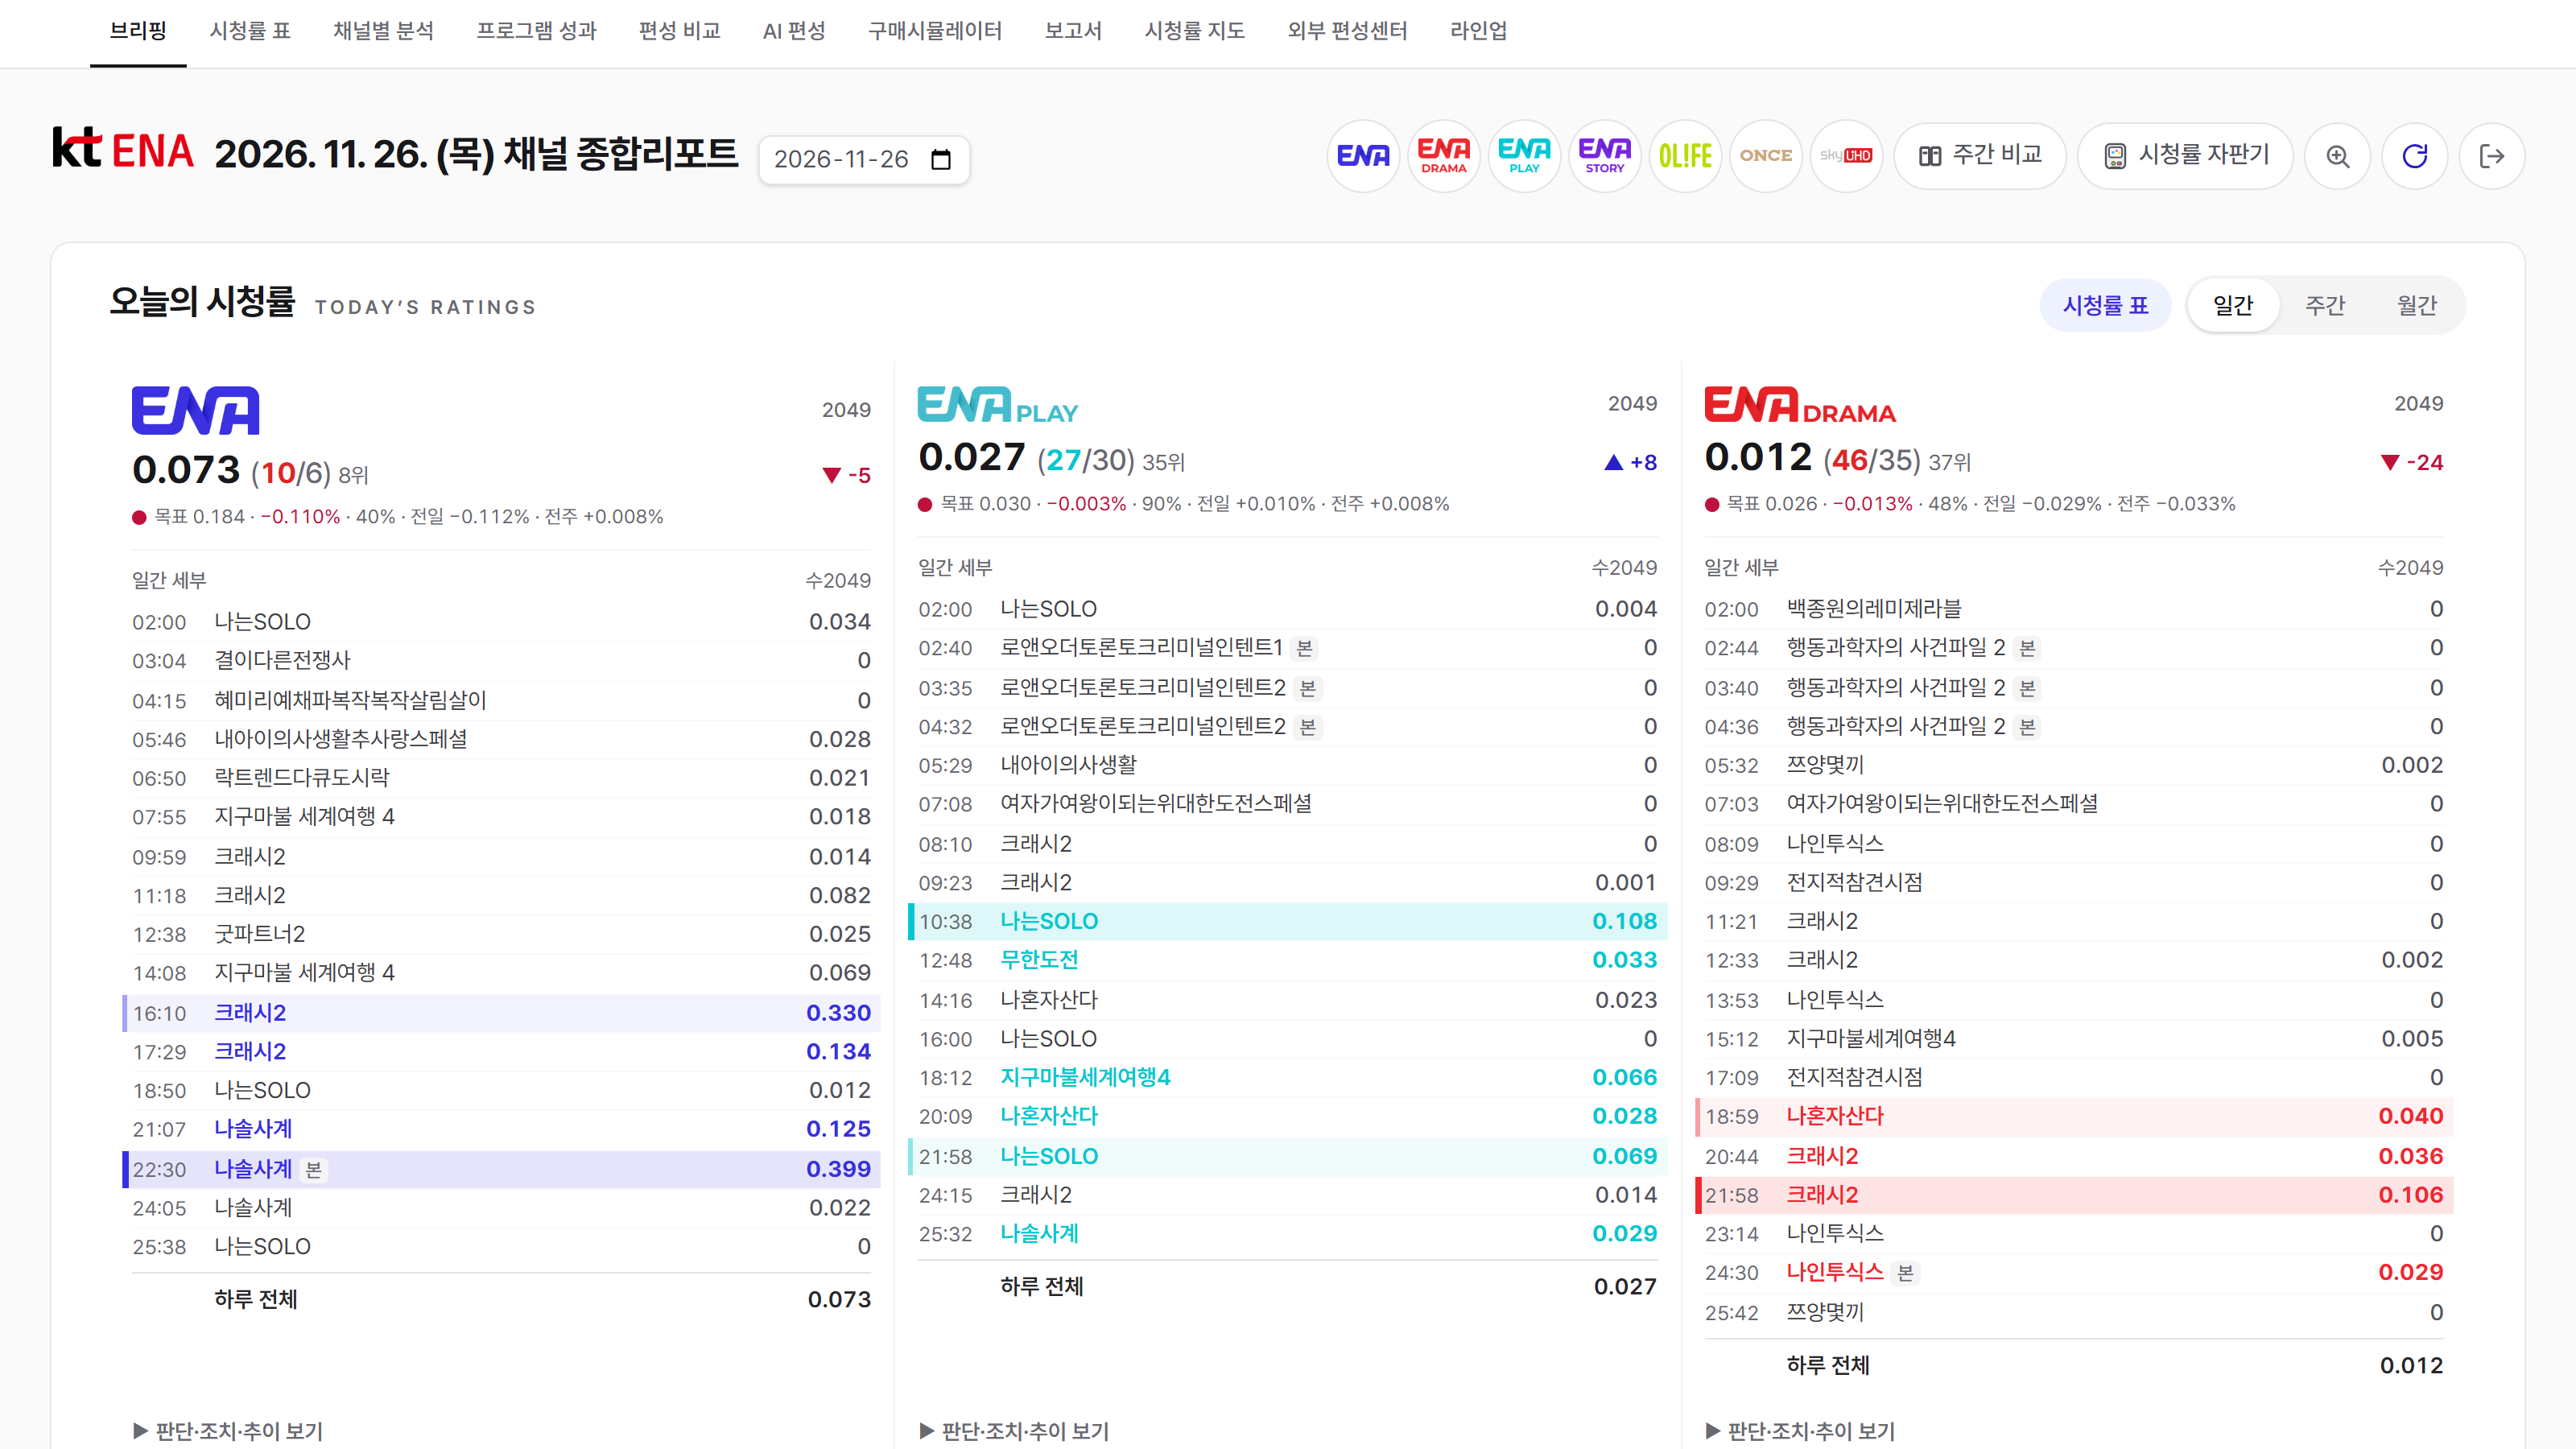 브리핑 시청률 표 채널별 분석 프로그램 성과 편성 비교 AI 편성 구매시뮬레이터 보고서 시청률 지도 외부 편성센터 라인업
kt ENA 2026. 11. 26. (목) 채널 종합리포트 2026-11-26 ENA ENA DRAMA ENA PLAY ENA STORY OL!FE ONCE sky UHD 주간 비교 시청률 자판기
오늘의 시청률 TODAY'S RATINGS 시청률 표 일간 주간 월간
ENA 2049
0.073 (10/6) 8위 ▼ -5
목표 0.184 · −0.110% · 40% · 전일 −0.112% · 전주 +0.008%
일간 세부 수2049
02:00 나는SOLO 0.034
03:04 결이다른전쟁사 0
04:15 혜미리예채파복작복작살림살이 0
05:46 내아이의사생활추사랑스페셜 0.028
06:50 락트렌드다큐도시락 0.021
07:55 지구마불 세계여행 4 0.018
09:59 크래시2 0.014
11:18 크래시2 0.082
12:38 굿파트너2 0.025
14:08 지구마불 세계여행 4 0.069
16:10 크래시2 0.330
17:29 크래시2 0.134
18:50 나는SOLO 0.012
21:07 나솔사계 0.125
22:30 나솔사계 본 0.399
24:05 나솔사계 0.022
25:38 나는SOLO 0
하루 전체 0.073
▶ 판단·조치·추이 보기
ENA PLAY 2049
0.027 (27/30) 35위 ▲ +8
목표 0.030 · −0.003% · 90% · 전일 +0.010% · 전주 +0.008%
일간 세부 수2049
02:00 나는SOLO 0.004
02:40 로앤오더토론토크리미널인텐트1 본 0
03:35 로앤오더토론토크리미널인텐트2 본 0
04:32 로앤오더토론토크리미널인텐트2 본 0
05:29 내아이의사생활 0
07:08 여자가여왕이되는위대한도전스페셜 0
08:10 크래시2 0
09:23 크래시2 0.001
10:38 나는SOLO 0.108
12:48 무한도전 0.033
14:16 나혼자산다 0.023
16:00 나는SOLO 0
18:12 지구마불세계여행4 0.066
20:09 나혼자산다 0.028
21:58 나는SOLO 0.069
24:15 크래시2 0.014
25:32 나솔사계 0.029
하루 전체 0.027
▶ 판단·조치·추이 보기
ENA DRAMA 2049
0.012 (46/35) 37위 ▼ -24
목표 0.026 · −0.013% · 48% · 전일 −0.029% · 전주 −0.033%
일간 세부 수2049
02:00 백종원의레미제라블 0
02:44 행동과학자의 사건파일 2 본 0
03:40 행동과학자의 사건파일 2 본 0
04:36 행동과학자의 사건파일 2 본 0
05:32 쯔양몇끼 0.002
07:03 여자가여왕이되는위대한도전스페셜 0
08:09 나인투식스 0
09:29 전지적참견시점 0
11:21 크래시2 0
12:33 크래시2 0.002
13:53 나인투식스 0
15:12 지구마불세계여행4 0.005
17:09 전지적참견시점 0
18:59 나혼자산다 0.040
20:44 크래시2 0.036
21:58 크래시2 0.106
23:14 나인투식스 0
24:30 나인투식스 본 0.029
25:42 쯔양몇끼 0
하루 전체 0.012
▶ 판단·조치·추이 보기